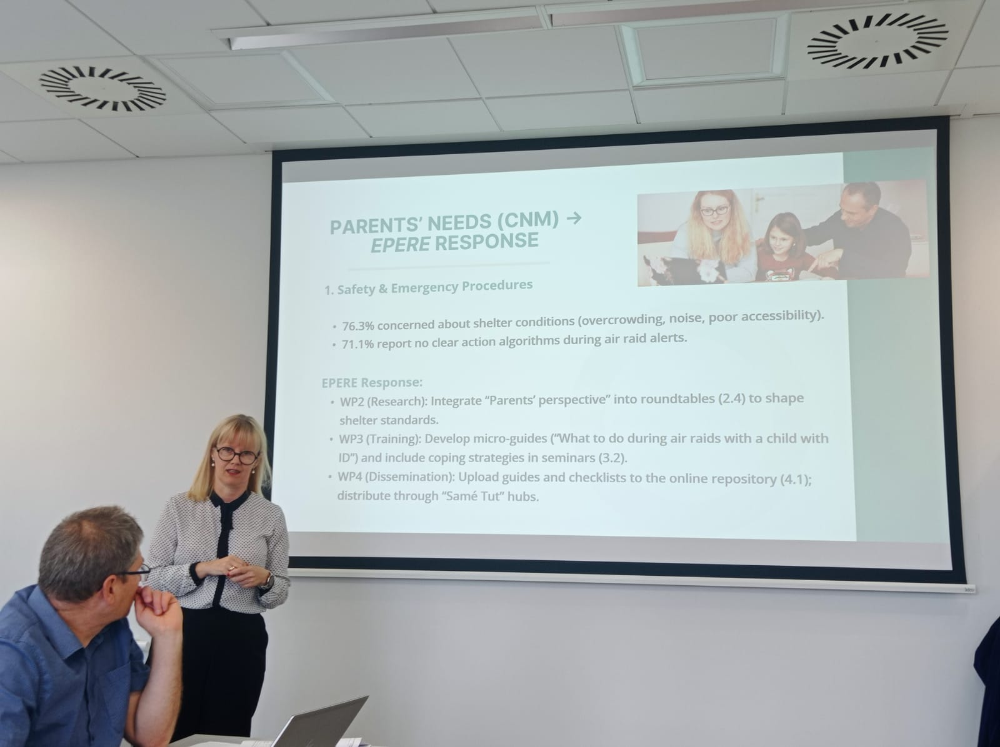 PARENTS’ NEEDS (CNM) →
EPERE RESPONSE
1. Safety & Emergency Procedures
• 76.3% concerned about shelter conditions (overcrowding, noise, poor accessibility).
• 71.1% report no clear action algorithms during air raid alerts.
EPERE Response:
• WP2 (Research): Integrate “Parents’ perspective” into roundtables (2.4) to shape
shelter standards.
• WP3 (Training): Develop micro-guides (“What to do during air raids with a child with
ID”) and include coping strategies in seminars (3.2).
• WP4 (Dissemination): Upload guides and checklists to the online repository (4.1);
distribute through “Samé Tut” hubs.